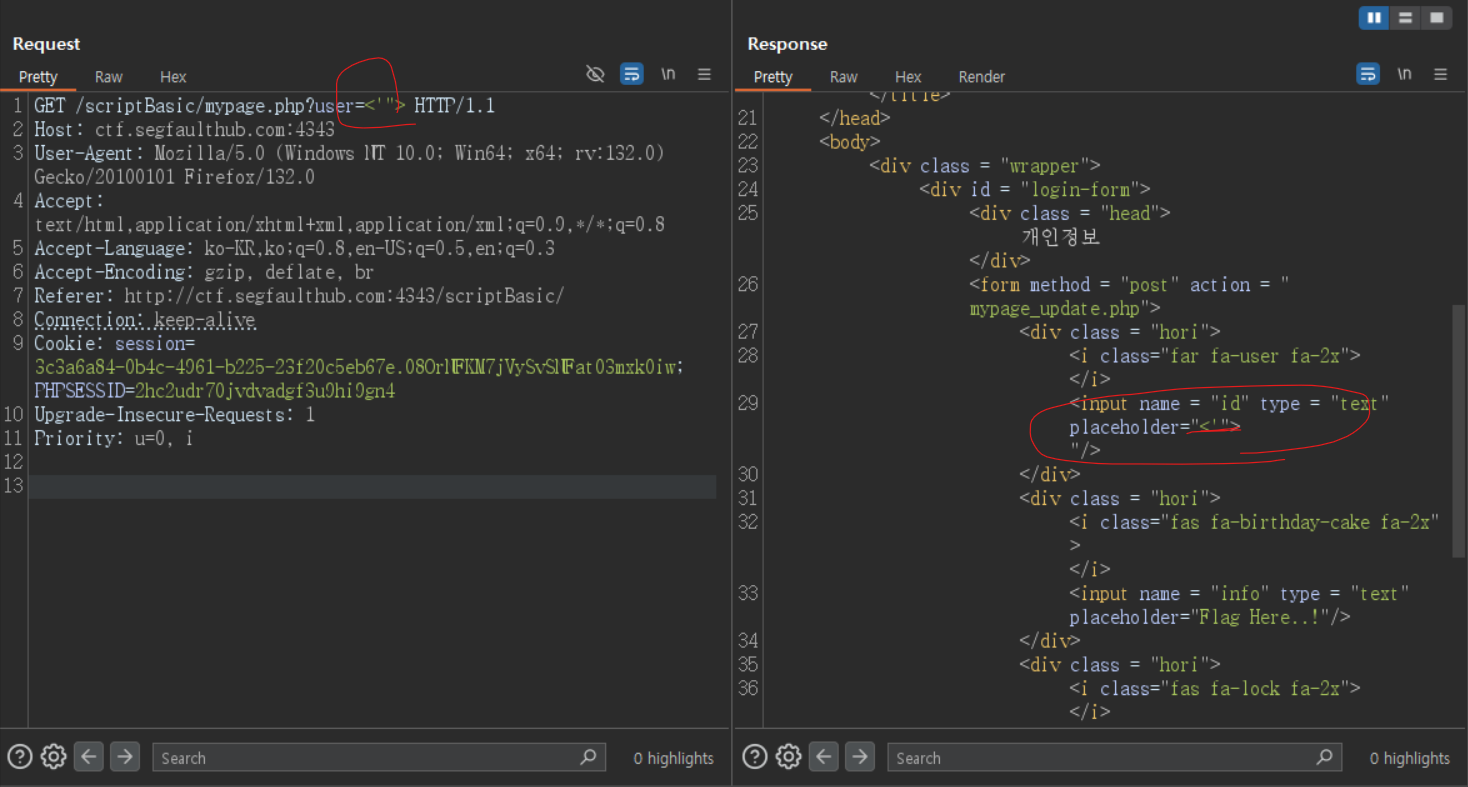 Request
Pretty Raw Hex \n
1 GET /scriptBasic/mypage.php?user=<'"> HTTP/1.1
2 Host: ctf.segfaulthub.com:4343
3 User-Agent: Mozilla/5.0 (Windows NT 10.0; Win64; x64; rv:132.0)
Gecko/20100101 Firefox/132.0
4 Accept:
text/html,application/xhtml+xml,application/xml;q=0.9,*/*;q=0.8
5 Accept-Language: ko-KR,ko;q=0.8,en-US;q=0.5,en;q=0.3
6 Accept-Encoding: gzip, deflate, br
7 Referer: http://ctf.segfaulthub.com:4343/scriptBasic/
8 Connection: keep-alive
9 Cookie: session=
3c3a6a84-0b4c-4961-b225-23f20c5eb67e.08OrlUFKM7jVySvSlUFat03mxk0iw;
PHPSESSID=2hc2udr70jvdvadgf3u9hi9gn4
10 Upgrade-Insecure-Requests: 1
11 Priority: u=0, i
12
13
Search 0 highlights
Response
Pretty Raw Hex Render \n
</title>
21 </head>
22 <body>
23 <div class = "wrapper">
24 <div id = "login-form">
25 <div class = "head">
개인정보
</div>
26 <form method = "post" action = "
mypage_update.php">
27 <div class = "hori">
28 <i class="far fa-user fa-2x">
</i>
29 <input name = "id" type = "text"
placeholder="<'">
"/>
30 </div>
31 <div class = "hori">
32 <i class="fas fa-birthday-cake fa-2x"
>
</i>
33 <input name = "info" type = "text"
placeholder="Flag Here..!"/>
34 </div>
35 <div class = "hori">
36 <i class="fas fa-lock fa-2x">
</i>
Search 0 highlights